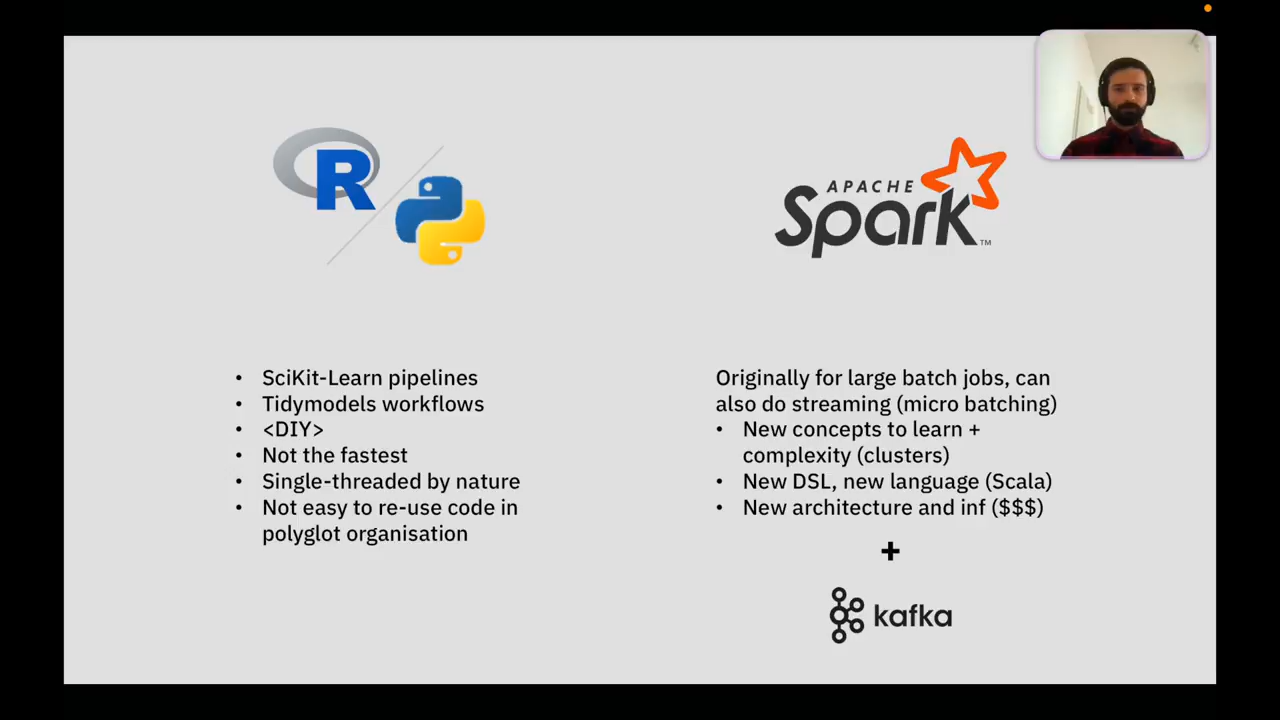 R
APACHE
Spark™
• SciKit-Learn pipelines
• Tidymodels workflows
• <DIY>
• Not the fastest
• Single-threaded by nature
• Not easy to re-use code in
polyglot organisation
Originally for large batch jobs, can
also do streaming (micro batching)
• New concepts to learn +
complexity (clusters)
• New DSL, new language (Scala)
• New architecture and inf ($$$)
+
kafka